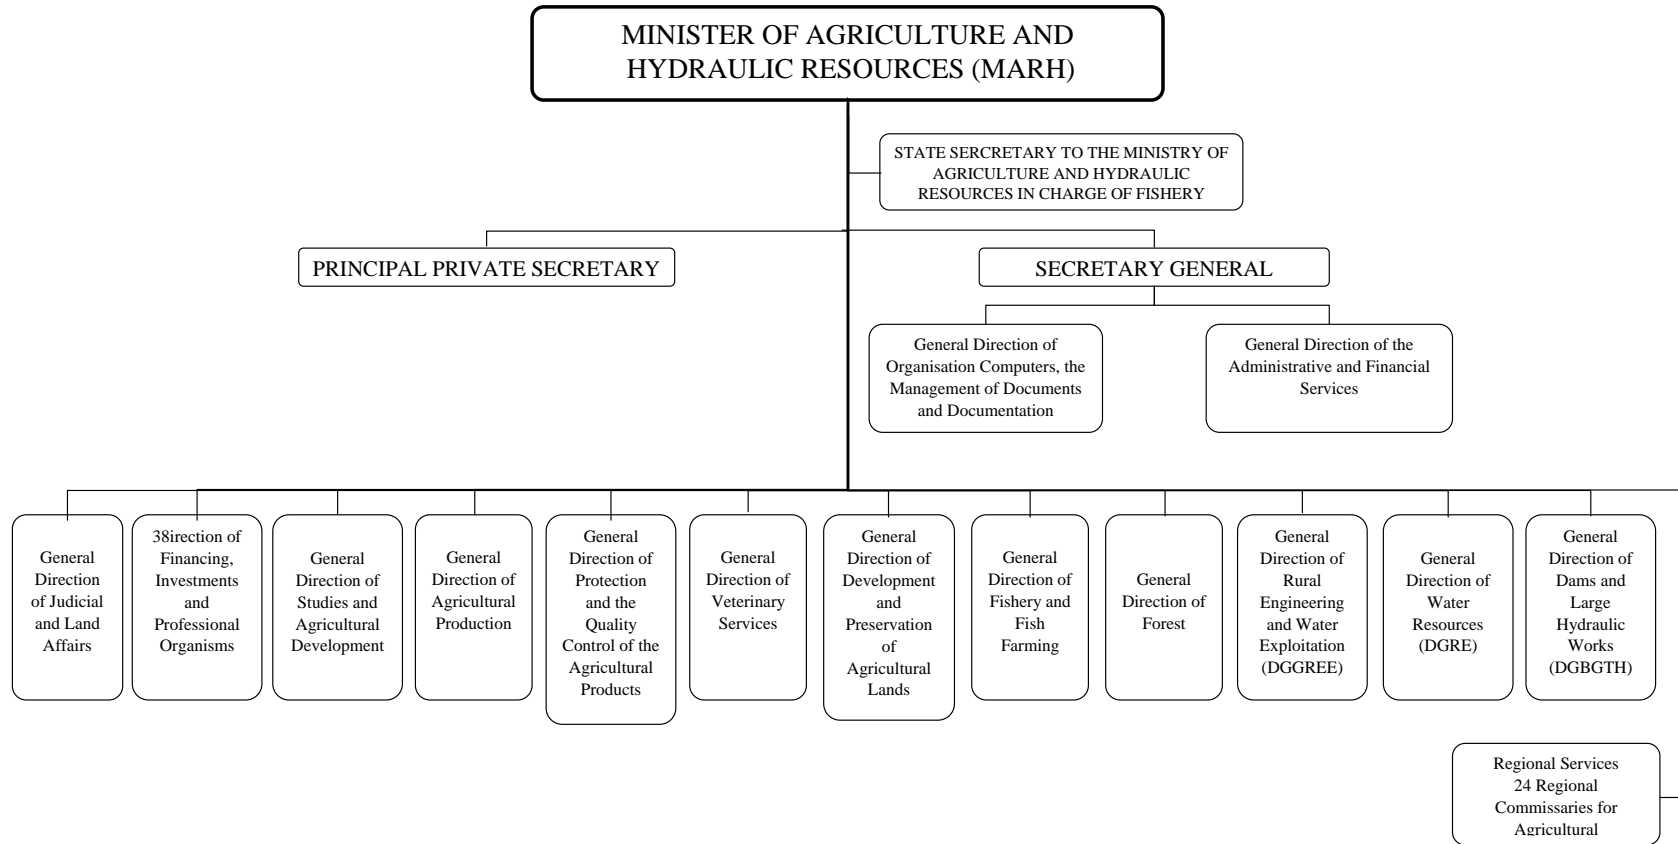 MINISTER OF AGRICULTURE AND
HYDRAULIC RESOURCES (MARH)
STATE SERCRETARY TO THE MINISTRY OF
AGRICULTURE AND HYDRAULIC
RESOURCES IN CHARGE OF FISHERY
PRINCIPAL PRIVATE SECRETARY
SECRETARY GENERAL
General Direction of
Organisation Computers, the
Management of Documents
and Documentation
General Direction of the
Administrative and Financial
Services
General
Direction
of Judicial
and Land
Affairs
38irection of
Financing,
Investments
and
Professional
Organisms
General
Direction of
Studies and
Agricultural
Development
General
Direction of
Agricultural
Production
General
Direction of
Protection
and the
Quality
Control of the
Agricultural
Products
General
Direction of
Veterinary
Services
General
Direction of
Development
and
Preservation
of
Agricultural
Lands
General
Direction of
Fishery and
Fish
Farming
General
Direction of
Forest
General
Direction of
Rural
Engineering
and Water
Exploitation
(DGGREE)
General
Direction of
Water
Resources
(DGRE)
General
Direction of
Dams and
Large
Hydraulic
Works
(DGBGTH)
Regional Services
24 Regional
Commissaries for
Agricultural